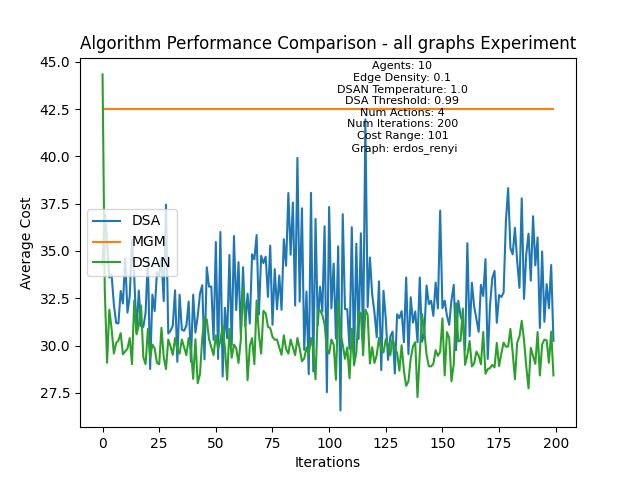 Algorithm Performance Comparison - all graphs Experiment
Agents: 10
Edge Density: 0.1
DSAN Temperature: 1.0
DSA Threshold: 0.99
Num Actions: 4
Num Iterations: 200
Cost Range: 101
Graph: erdos_renyi
45.0
42.5
40.0
37.5
35.0
32.5
30.0
27.5
Average Cost
DSA
MGM
DSAN
0 25 50 75 100 125 150 175 200
Iterations